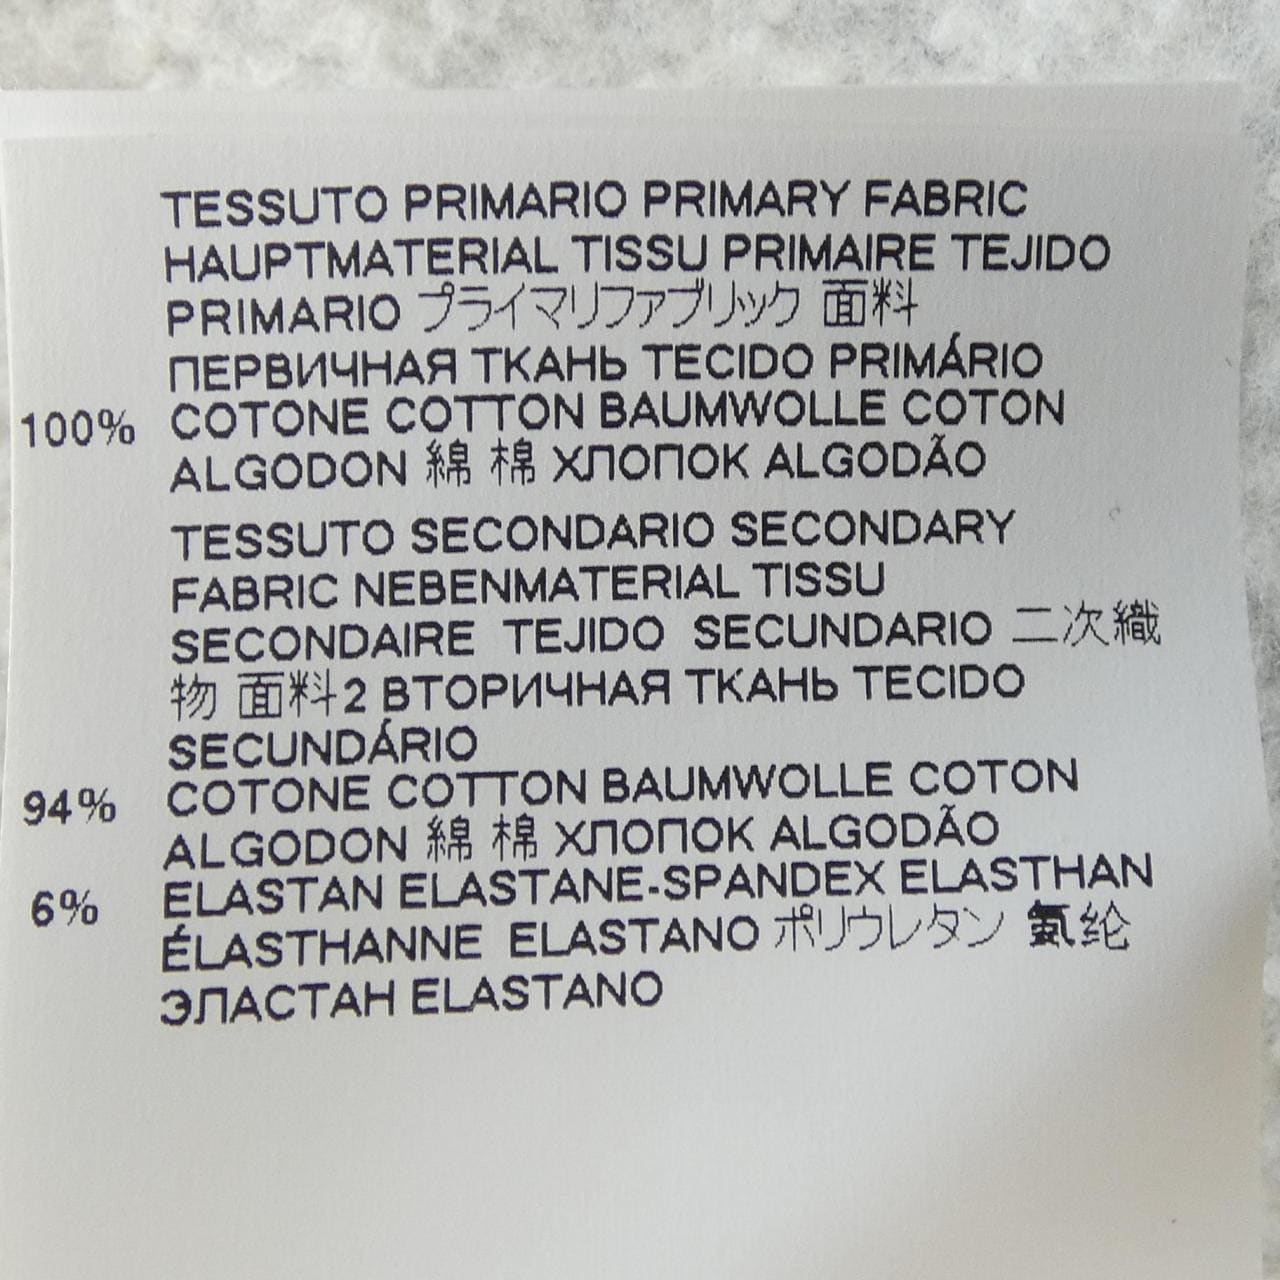 TESSUTO PRIMARIO PRIMARY FABRIC
HAUPTMATERIAL TISSU PRIMAIRE TEJIDO
PRIMARIO プライマリファブリック 面料
ПЕРВИЧНАЯ ТКАНЬ TECIDO PRIMÁRIO
100% COTONE COTTON BAUMWOLLE COTON
ALGODON 綿 棉 ХЛОПОК ALGODÃO
TESSUTO SECONDARIO SECONDARY
FABRIC NEBENMATERIAL TISSU
SECONDAIRE TEJIDO SECUNDARIO 二次織
物 面料2 ВТОРИЧНАЯ ТКАНЬ TECIDO
SECUNDÁRIO
94% COTONE COTTON BAUMWOLLE COTON
ALGODON 綿 棉 ХЛОПОК ALGODÃO
6% ELASTAN ELASTANE-SPANDEX ELASTHAN
ÉLASTHANNE ELASTANO ポリウレタン 氨纶
ЭЛАСТАН ELASTANO